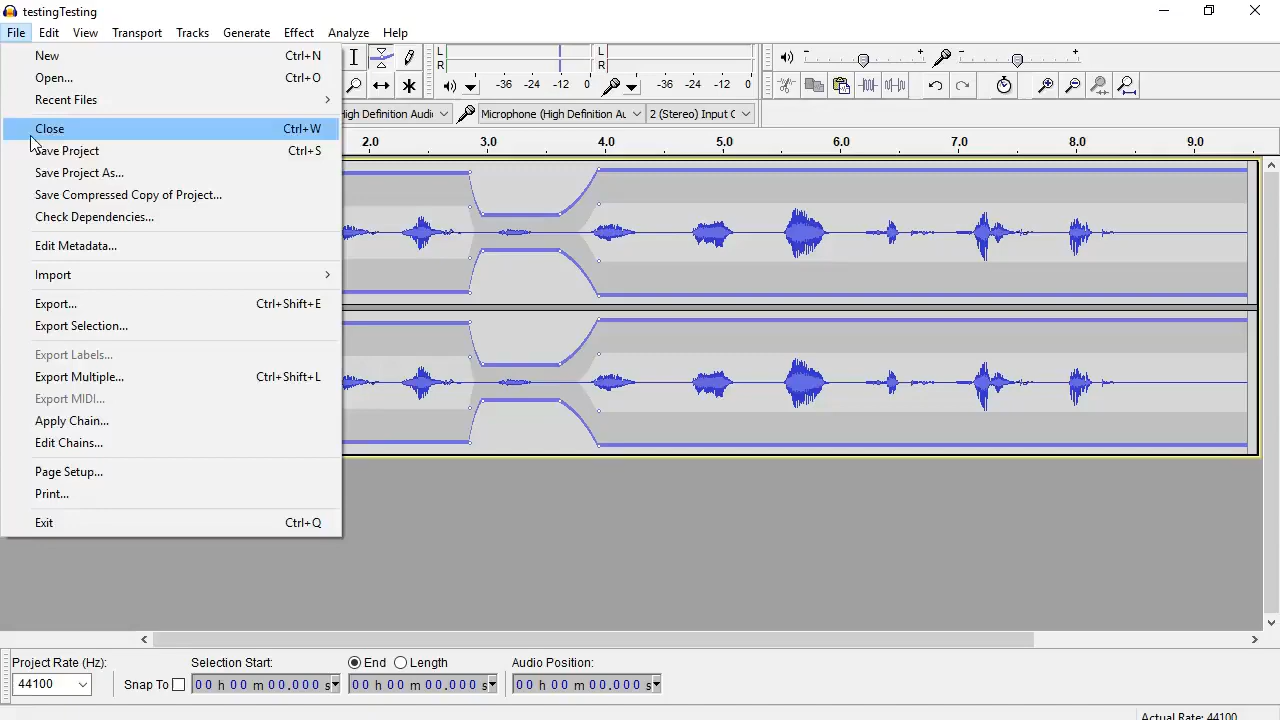 testingTesting
File Edit View Transport Tracks Generate Effect Analyze Help
New Ctrl+N
Open... Ctrl+O
Recent Files
Close Ctrl+W
Save Project Ctrl+S
Save Project As...
Save Compressed Copy of Project...
Check Dependencies...
Edit Metadata...
Import
Export... Ctrl+Shift+E
Export Selection...
Export Labels...
Export Multiple... Ctrl+Shift+L
Export MIDI...
Apply Chain...
Edit Chains...
Page Setup...
Print...
Exit Ctrl+Q
L L
R R
-36 -24 -12 0 -36 -24 -12 0
- + - +
High Definition Audio Microphone (High Definition Au 2 (Stereo) Input C
2.0 3.0 4.0 5.0 6.0 7.0 8.0 9.0
Project Rate (Hz): Selection Start: End Length Audio Position:
44100 Snap To 00 h 00 m 00.000 s 00 h 00 m 00.000 s 00 h 00 m 00.000 s
Actual Rate: 44100